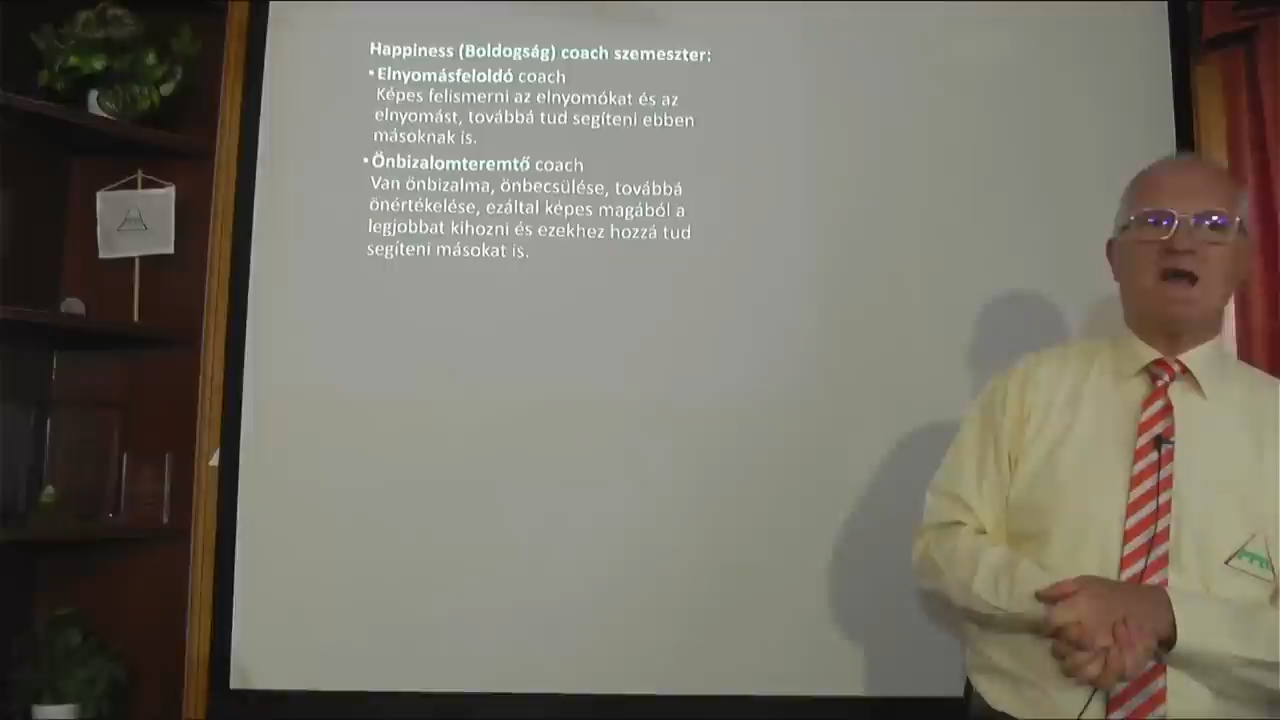 Happiness (Boldogság) coach szemeszter:
•Elnyomásfeloldó coach
Képes felismerni az elnyomókat és az
elnyomást, továbbá tud segíteni ebben
másoknak is.
•Önbizalomteremtő coach
Van önbizalma, önbecsülése, továbbá
önértékelése, ezáltal képes magából a
legjobbat kihozni és ezekhez hozzá tud
segíteni másokat is.